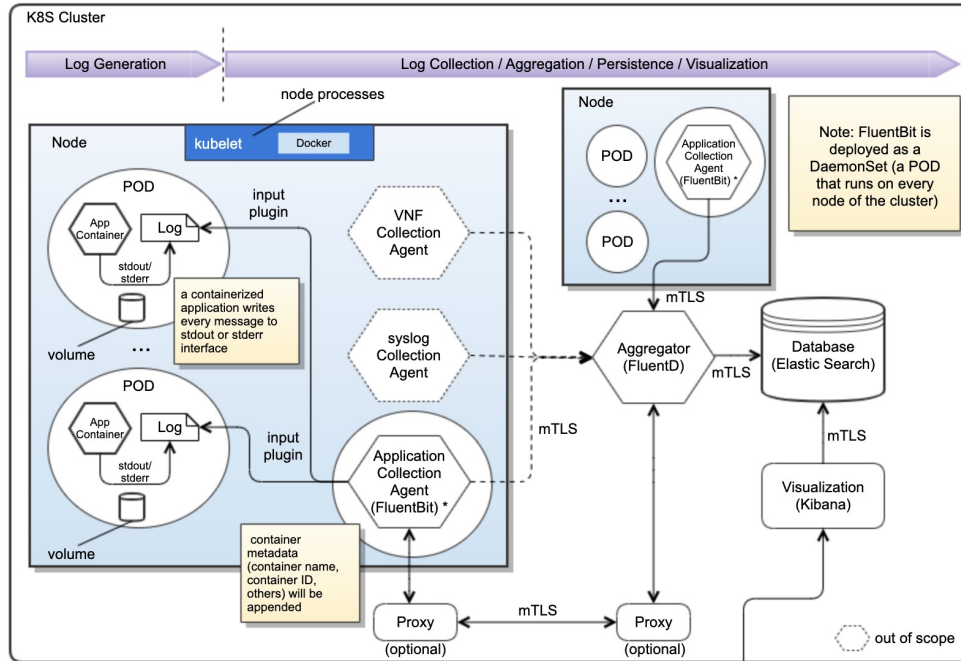 K8S Cluster
Log Generation
Log Collection / Aggregation / Persistence / Visualization
node processes
Node
kubelet
Docker
POD
App
Container
Log
stdout/
stderr
volume
...
input
plugin
a containerized
application writes
every message to
stdout or stderr
interface
POD
App
Container
Log
stdout/
stderr
volume
input
plugin
VNF
Collection
Agent
syslog
Collection
Agent
Application
Collection
Agent
(FluentBit) *
container
metadata
(container name,
container ID,
others) will be
appended
mTLS
Node
POD
...
POD
Application
Collection
Agent
(FluentBit) *
mTLS
Note: FluentBit is
deployed as a
DaemonSet (a POD
that runs on every
node of the cluster)
Aggregator
(FluentD)
mTLS
Database
(Elastic Search)
mTLS
Visualization
(Kibana)
Proxy
(optional)
mTLS
Proxy
(optional)
out of scope